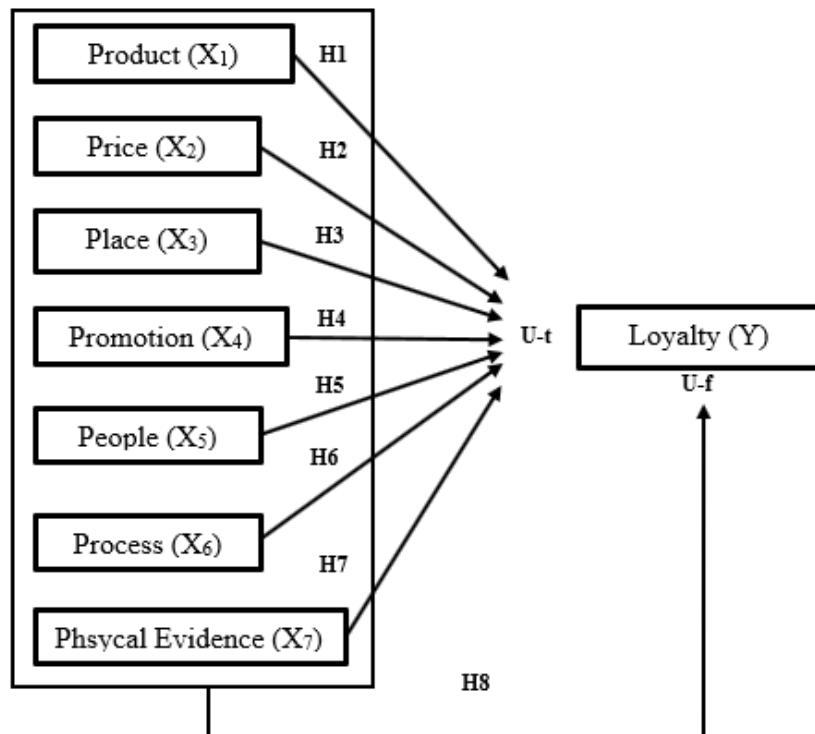 Product (X1)
H1
Price (X2)
H2
Place (X3)
H3
Promotion (X4)
H4
U-t
Loyalty (Y)
U-f
H5
People (X5)
H6
Process (X6)
H7
Phsycal Evidence (X7)
H8